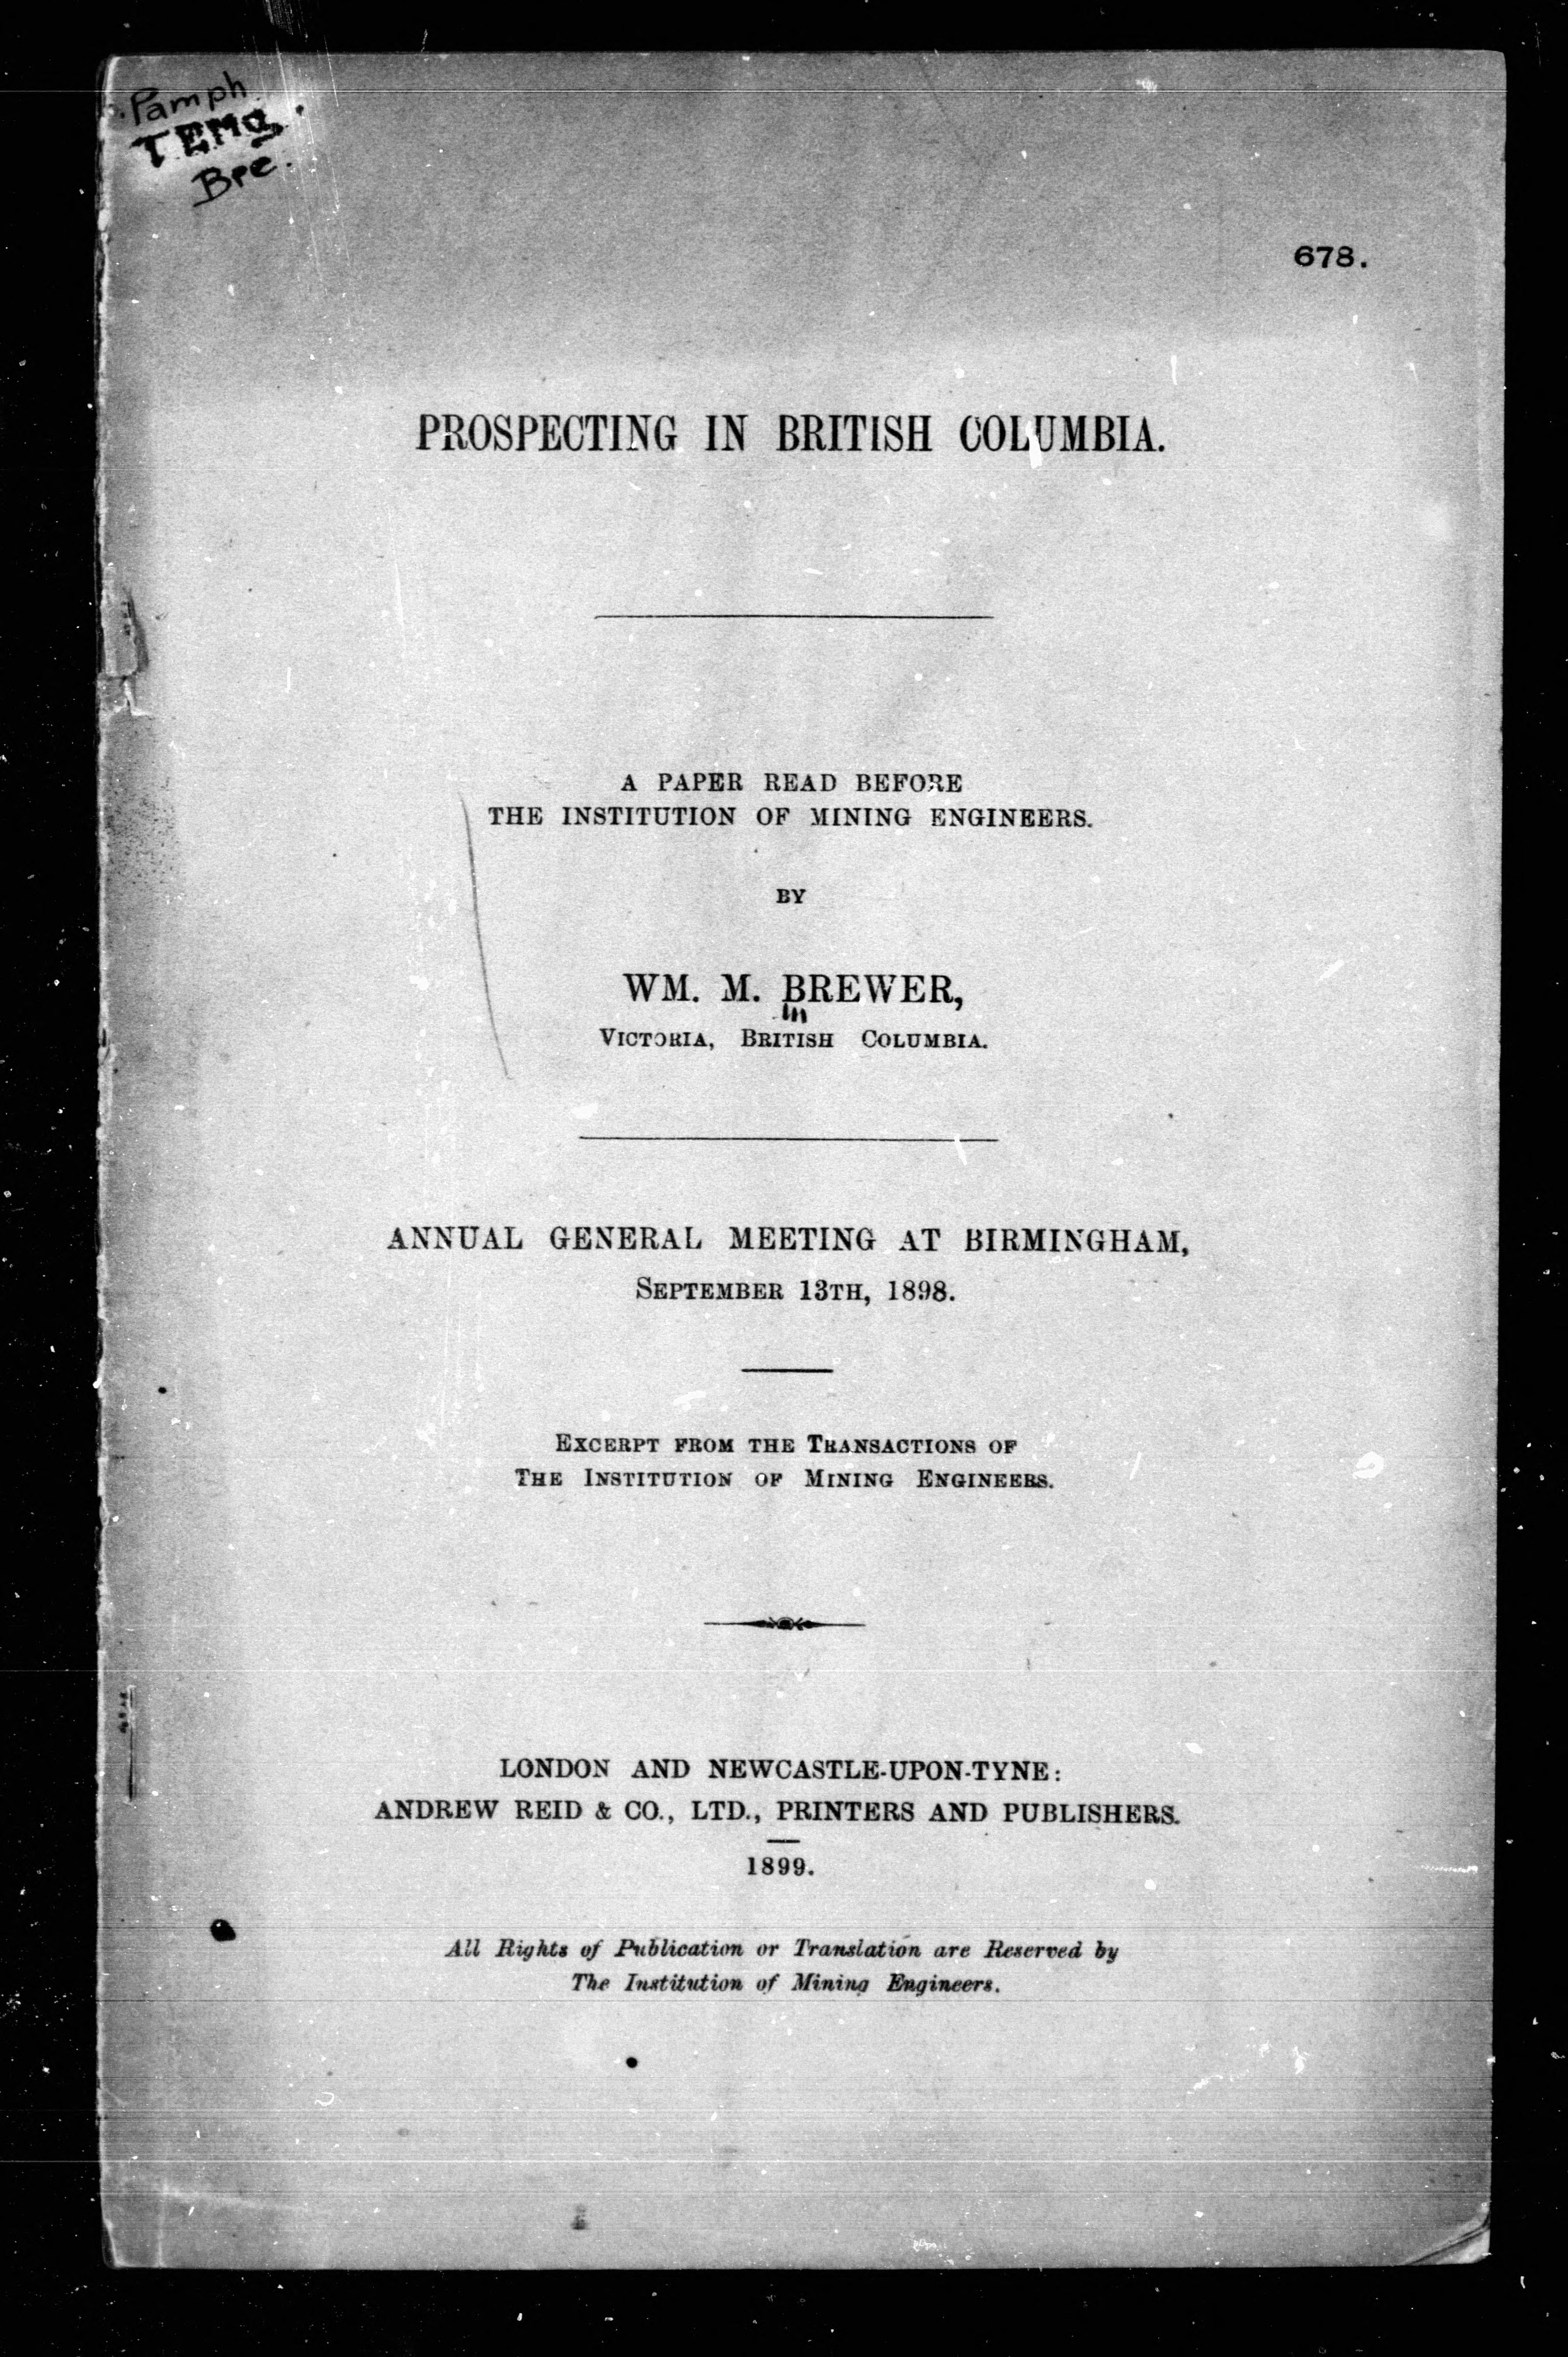 Pamph
Bre.
678.
PROSPECTING IN BRITISH COLUMBIA.
A PAPER READ BEFORE
THE INSTITUTION OF MINING ENGINEERS.
BY
WM. M. BREWER,
VICTORIA, BRITISH COLUMBIA.
ANNUAL GENERAL MEETING AT BIRMINGHAM,
SEPTEMBER 13TH, 1898.
EXCERPT FROM THE TRANSACTIONS OF
THE INSTITUTION OF MINING ENGINEERS.
LONDON AND NEWCASTLE-UPON-TYNE:
ANDREW REID & CO., LTD., PRINTERS AND PUBLISHERS.
1899.
All Rights of Publication or Translation are Reserved by
The Institution of Mining Engineers.